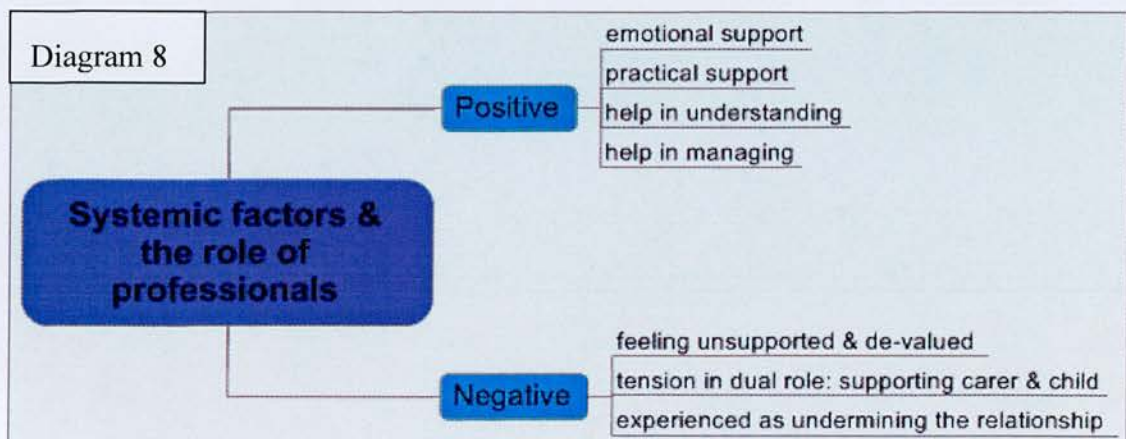 Diagram 8
Systemic factors &
the role of
professionals
Positive
emotional support
practical support
help in understanding
help in managing
Negative
feeling unsupported & de-valued
tension in dual role: supporting carer & child
experienced as undermining the relationship